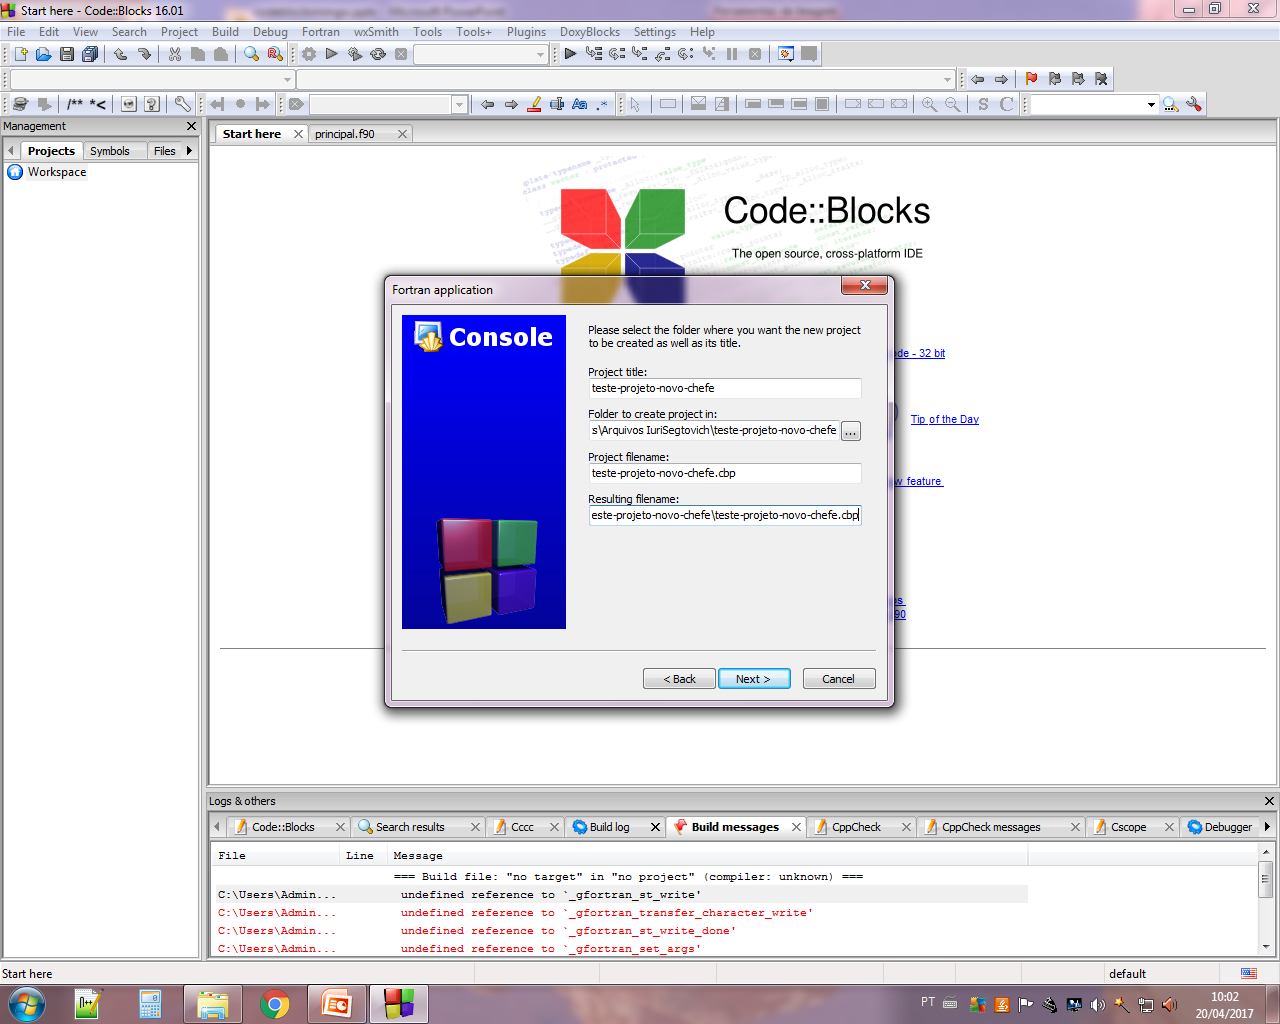 Start here - Code::Blocks 16.01
File Edit View Search Project Build Debug Fortran wxSmith Tools Tools+ Plugins DoxyBlocks Settings Help
/** *<
Management
Projects Symbols Files
Workspace
Start here principal.f90
Code::Blocks
The open source, cross-platform IDE
ode - 32 bit
Tip of the Day
feature
90
Fortran application
Console
Please select the folder where you want the new project
to be created as well as its title.
Project title:
teste-projeto-novo-chefe
Folder to create project in:
s\Arquivos IuriSegtovich\teste-projeto-novo-chefe
...
Project filename:
teste-projeto-novo-chefe.cbp
Resulting filename:
este-projeto-novo-chefe\teste-projeto-novo-chefe.cbp
< Back Next > Cancel
Logs & others
Code::Blocks Search results Cccc Build log Build messages CppCheck CppCheck messages Cscope Debugger
File Line Message
=== Build file: "no target" in "no project" (compiler: unknown) ===
C:\Users\Admin... undefined reference to `_gfortran_st_write'
C:\Users\Admin... undefined reference to `_gfortran_transfer_character_write'
C:\Users\Admin... undefined reference to `_gfortran_st_write_done'
C:\Users\Admin... undefined reference to `_gfortran_set_args'
Start here default
PT 10:02
20/04/2017